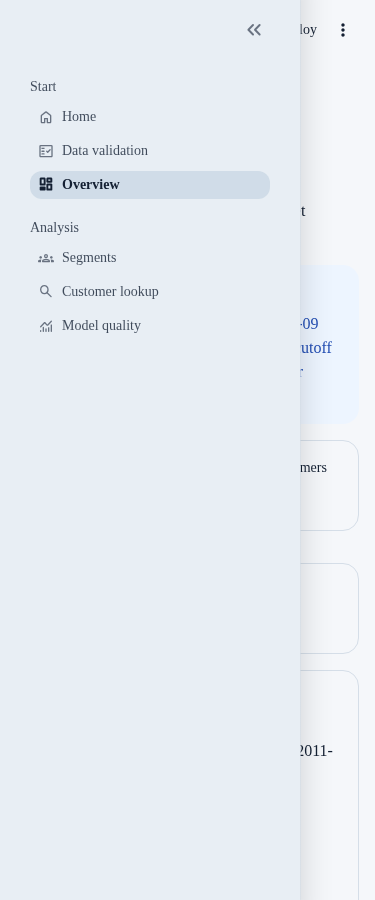 Start
Home
Data validation
Overview
Analysis
Segments
Customer lookup
Model quality
loy
t
-09
utoff
r
mers
2011-